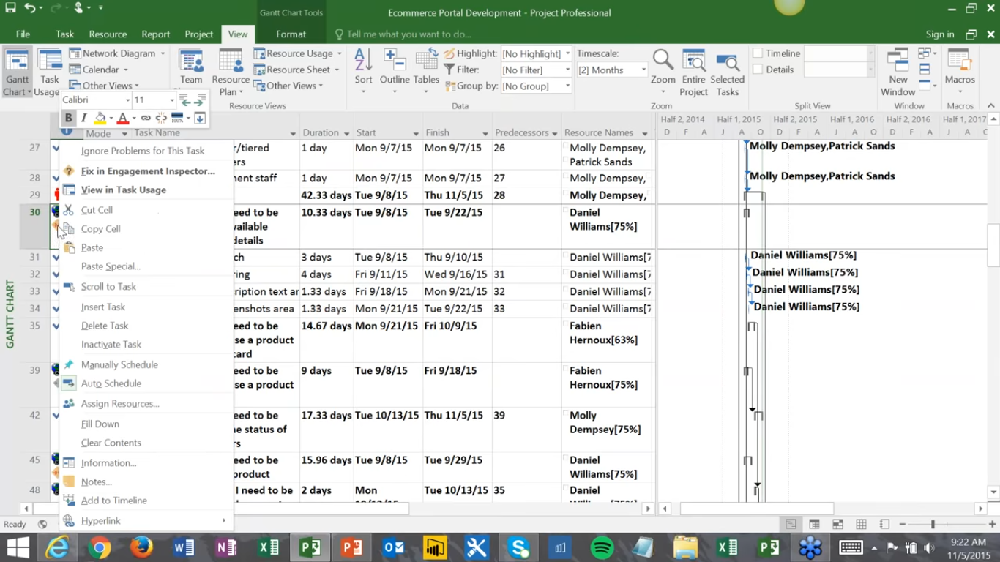 Gantt Chart Tools
Ecommerce Portal Development - Project Professional
File Task Resource Report Project View Format Tell me what you want to do... Sign in
Gantt Chart
Task Usage
Network Diagram
Calendar
Other Views
Team
Resource Plan
Resource Usage
Resource Sheet
Other Views
Sort Outline Tables
Highlight: [No Highlight]
Filter: [No Filter]
Group by: [No Group]
Timescale:
[2] Months
Zoom
Entire Project
Selected Tasks
Timeline
Details
New Window
Macros
Resource Views Data Zoom Split View Window Macros
Calibri 11
B I A
Mode Task Name Duration Start Finish Predecessors Resource Names
Half 2, 2014 Half 1, 2015 Half 2, 2015 Half 1, 2016 Half 2, 2016 Half 1, 2017
D F A J A O D F A J A O D F A
27 r/tiered 1 day Mon 9/7/15 Mon 9/7/15 26 Molly Dempsey,
ers Patrick Sands
28 nent staff 1 day Mon 9/7/15 Mon 9/7/15 27 Molly Dempsey,
29 42.33 days Tue 9/8/15 Thu 11/5/15 28 Molly Dempsey,
30 need to be 10.33 days Tue 9/8/15 Tue 9/22/15 Daniel
vailable Williams[75%]
details
31 ch 3 days Tue 9/8/15 Thu 9/10/15 Daniel Williams[7
32 ring 4 days Fri 9/11/15 Wed 9/16/15 31 Daniel Williams[7
33 cription text ar 1.33 days Fri 9/18/15 Mon 9/21/15 32 Daniel Williams[7
34 enshots area 1.33 days Mon 9/21/15 Tue 9/22/15 33 Daniel Williams[7
35 need to be 14.67 days Mon 9/21/15 Fri 10/9/15 Fabien
se a product Hernoux[63%]
card
39 need to be 9 days Tue 9/8/15 Fri 9/18/15 Fabien
se a product Hernoux[75%]
42 need to be 17.33 days Tue 10/13/15 Thu 11/5/15 39 Molly
ne status of Dempsey[75%]
rs
45 need to be 15.96 days Tue 9/8/15 Tue 9/29/15 Daniel
product Williams[75%]
48 I need to be 2 days Mon Tue 10/13/15 35 Daniel
Ignore Problems for This Task
Fix in Engagement Inspector...
View in Task Usage
Cut Cell
Copy Cell
Paste
Paste Special...
Scroll to Task
Insert Task
Delete Task
Inactivate Task
Manually Schedule
Auto Schedule
Assign Resources...
Fill Down
Clear Contents
Information...
Notes...
Add to Timeline
Hyperlink
Molly Dempsey,Patrick Sands
Molly Dempsey,Patrick Sands
Daniel Williams[75%]
Daniel Williams[75%]
Daniel Williams[75%]
Daniel Williams[75%]
GANTT CHART
Ready
9:22 AM
11/5/2015